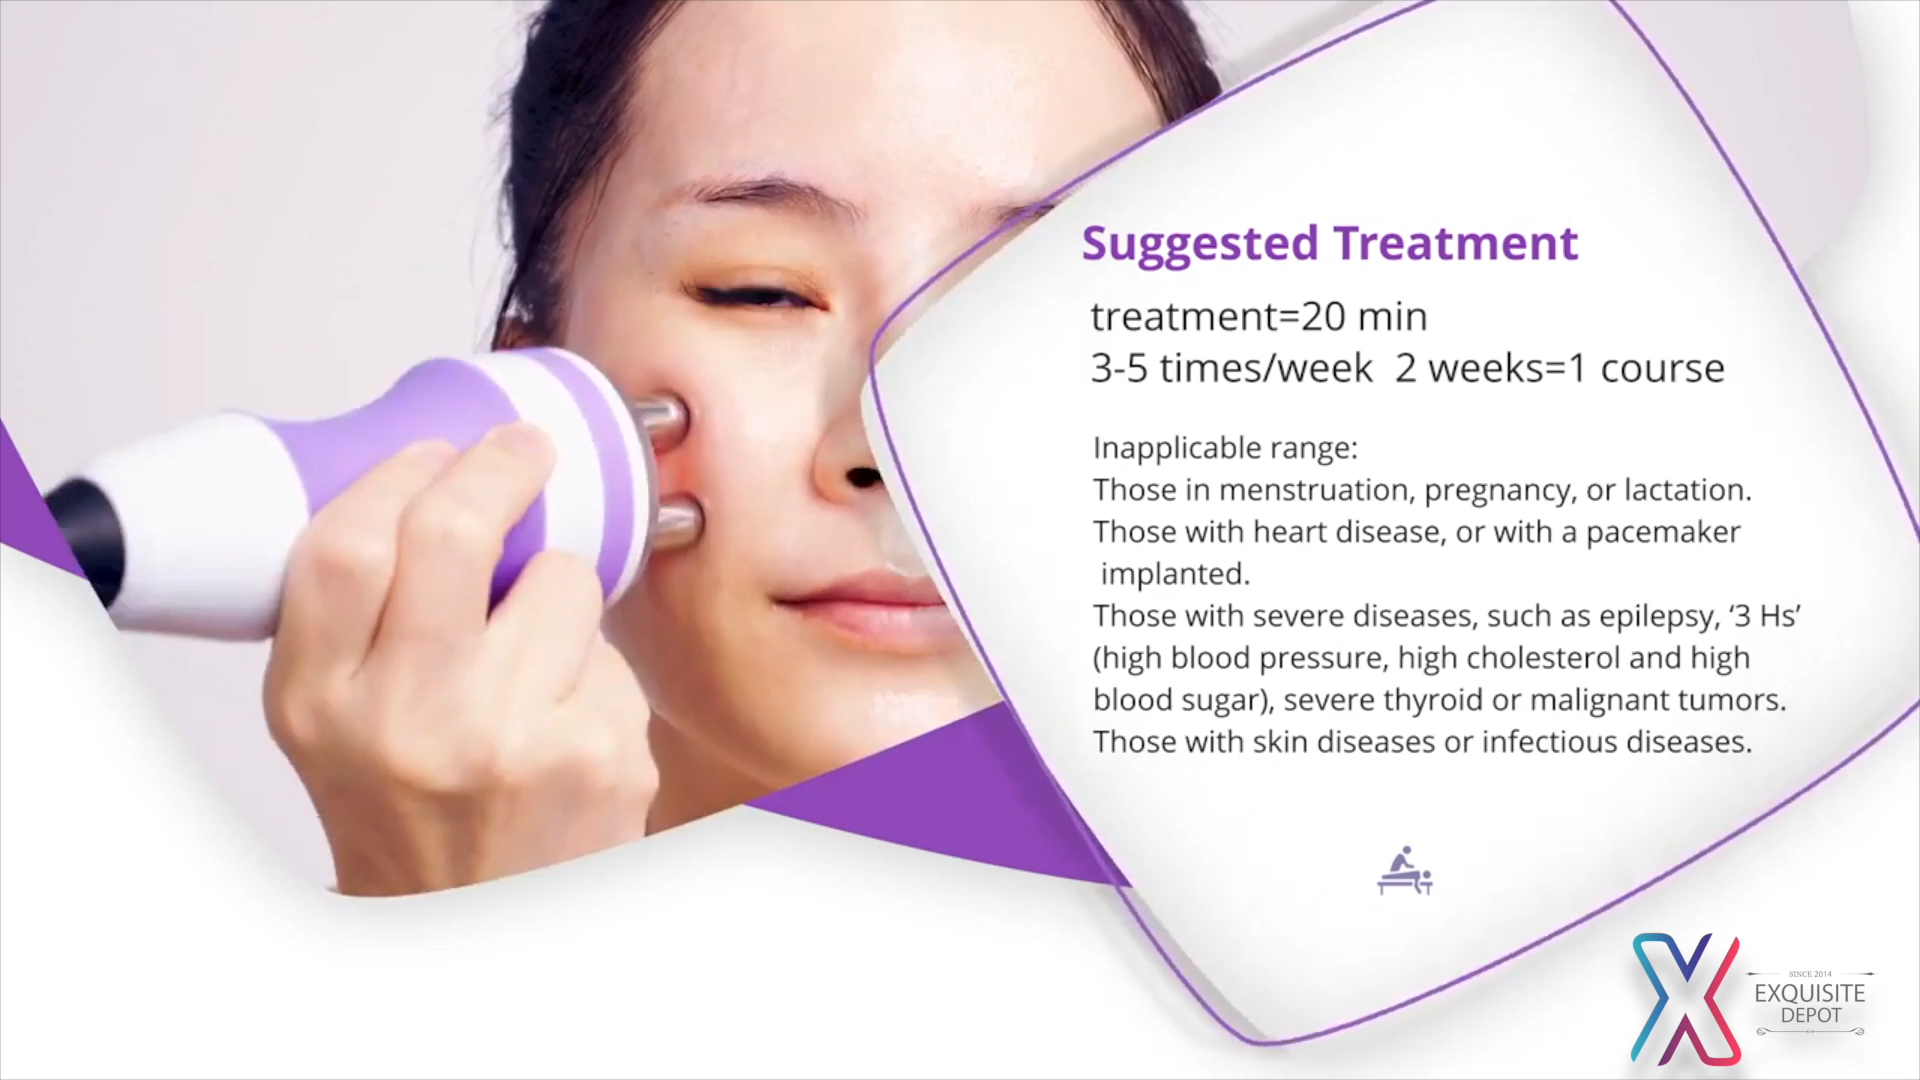 Suggested Treatment
treatment=20 min
3-5 times/week 2 weeks=1 course
Inapplicable range:
Those in menstruation, pregnancy, or lactation.
Those with heart disease, or with a pacemaker
implanted.
Those with severe diseases, such as epilepsy, ‘3 Hs’
(high blood pressure, high cholesterol and high
blood sugar), severe thyroid or malignant tumors.
Those with skin diseases or infectious diseases.
SINCE 2014
EXQUISITE
DEPOT